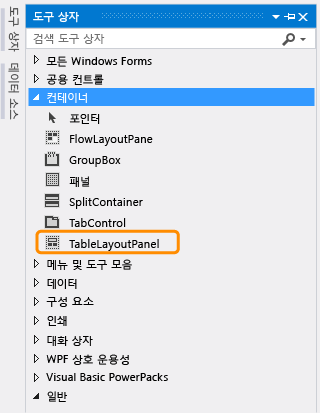 도구 상자
데이터 소스
도구 상자
검색 도구 상자
모든 Windows Forms
공용 컨트롤
컨테이너
포인터
FlowLayoutPane
GroupBox
패널
SplitContainer
TabControl
TableLayoutPanel
메뉴 및 도구 모음
데이터
구성 요소
인쇄
대화 상자
WPF 상호 운용성
Visual Basic PowerPacks
일반